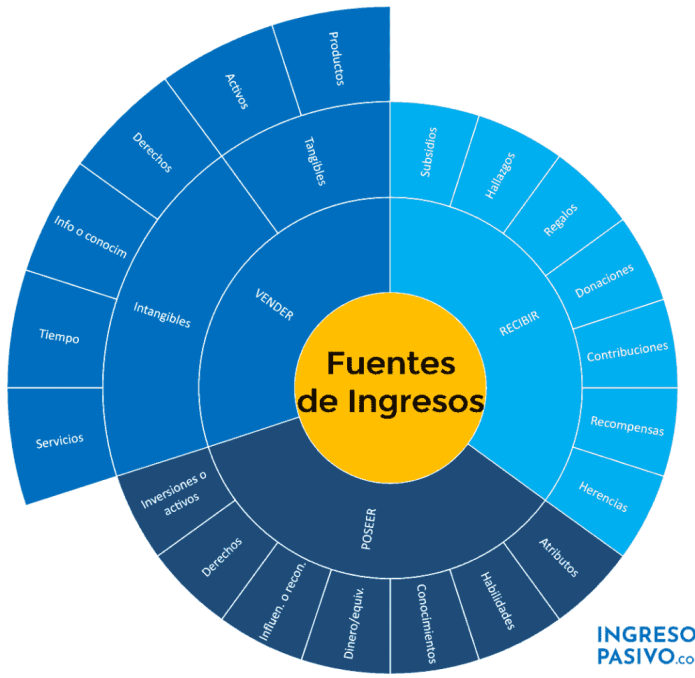 Fuentes
de Ingresos
VENDER
Tangibles
Productos
Activos
Intangibles
Derechos
Info o conocim
Tiempo
Servicios
RECIBIR
Subsidios
Hallazgos
Regalos
Donaciones
Contribuciones
Recompensas
Herencias
POSEER
Atributos
Habilidades
Conocimientos
Dinero/equiv.
Influen. o recon.
Derechos
Inversiones o
activos
INGRESO
PASIVO.co